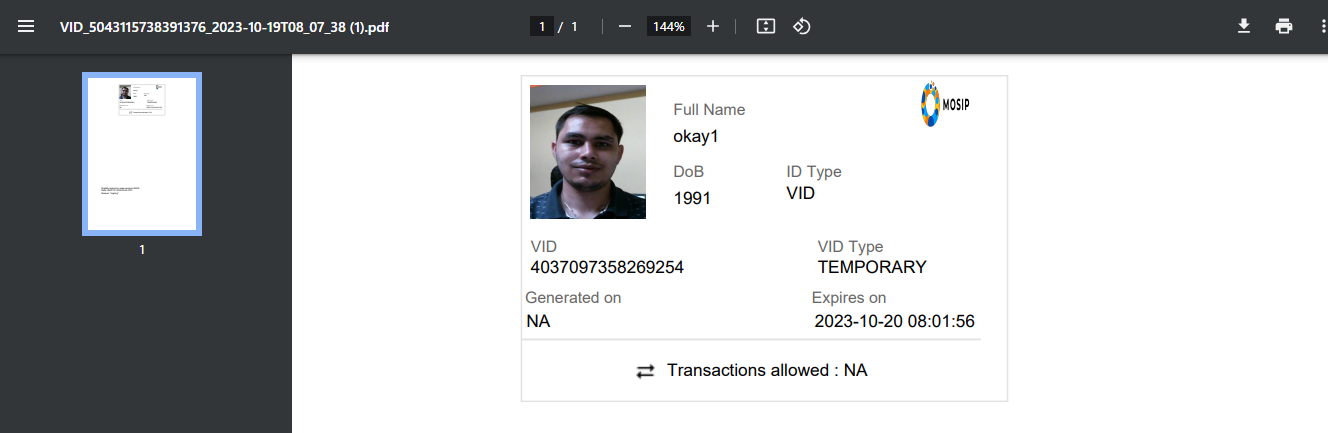 VID_5043115738391376_2023-10-19T08_07_38 (1).pdf
1 / 1
144%
1
MOSIP
Full Name
okay1
DoB
ID Type
1991
VID
VID
VID Type
4037097358269254
TEMPORARY
Generated on
Expires on
NA
2023-10-20 08:01:56
Transactions allowed : NA